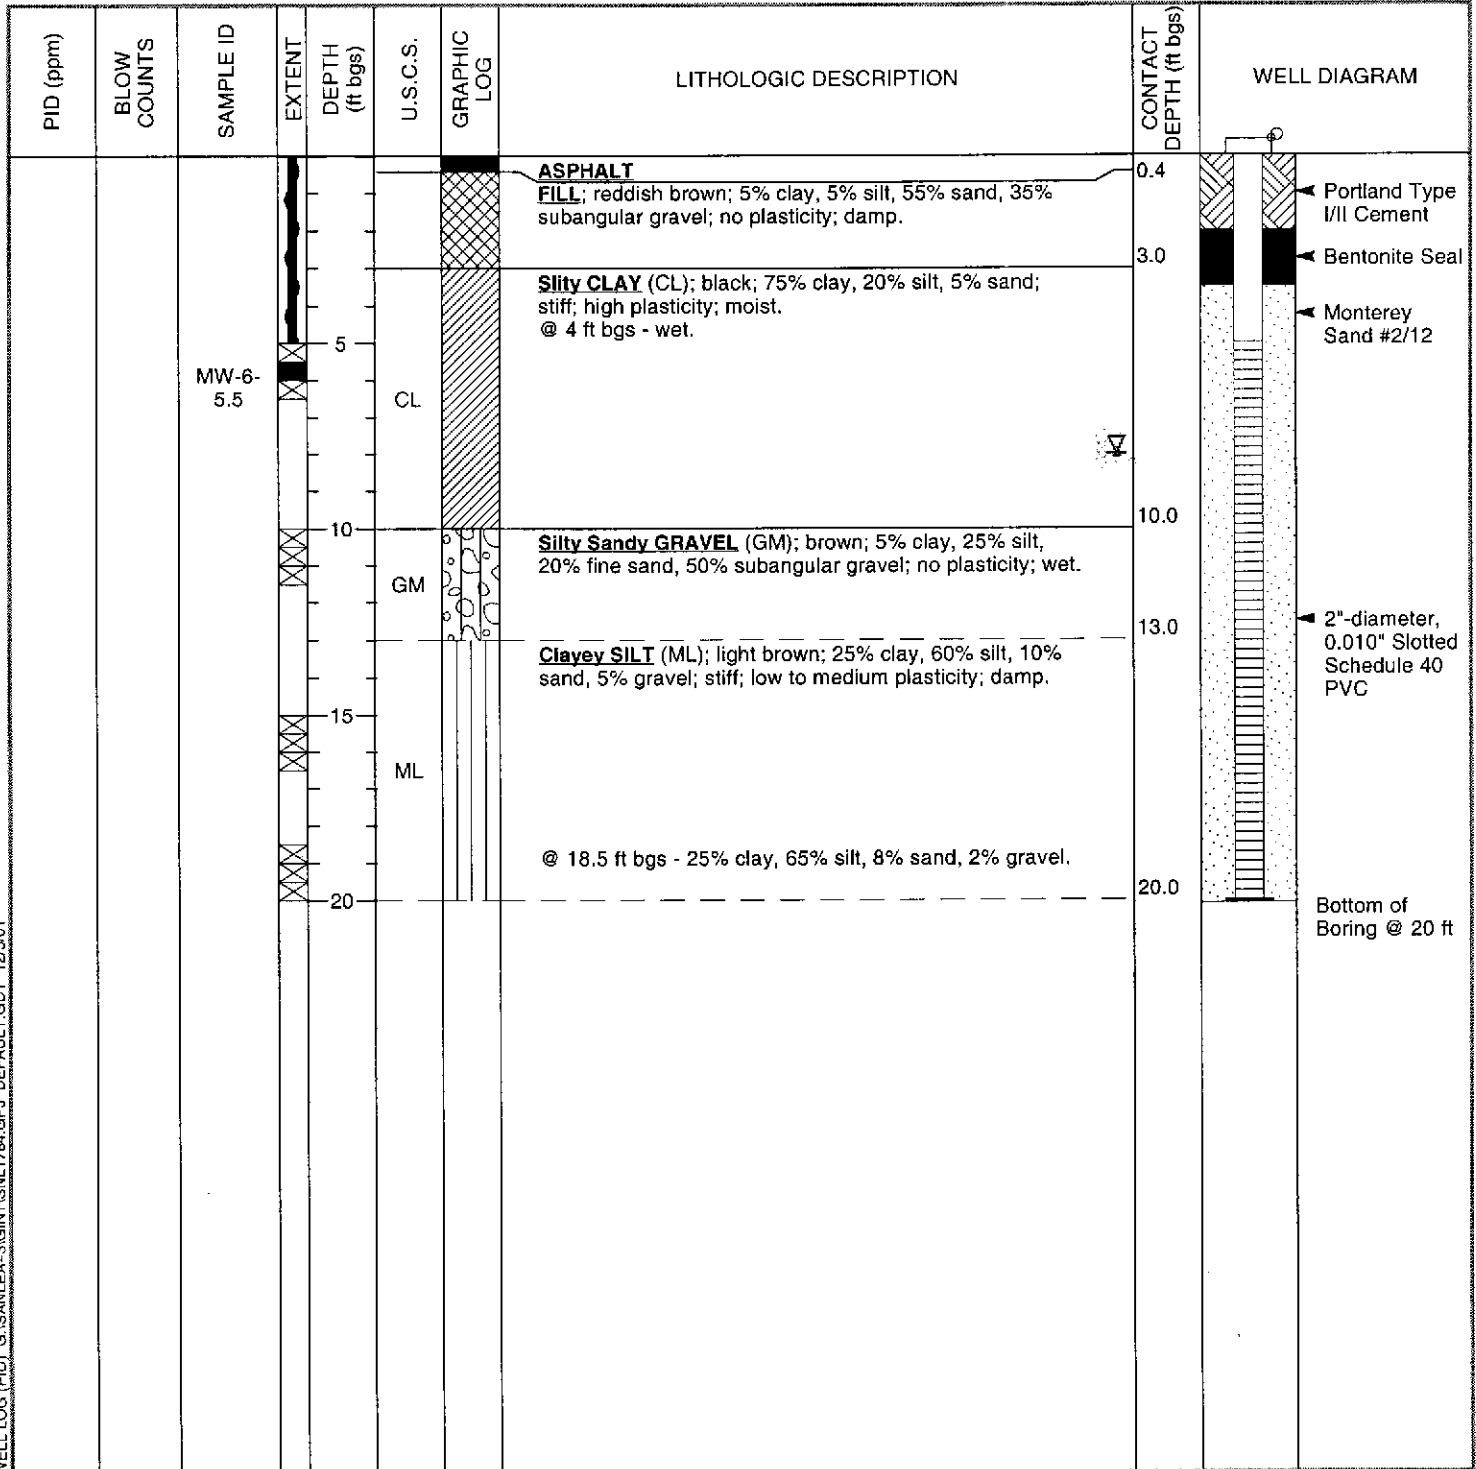 PID (ppm)
BLOW
COUNTS
SAMPLE ID
EXTENT
DEPTH
(ft bgs)
U.S.C.S.
GRAPHIC
LOG
LITHOLOGIC DESCRIPTION
CONTACT
DEPTH (ft bgs)
WELL DIAGRAM
ASPHALT
0.4
FILL; reddish brown; 5% clay, 5% silt, 55% sand, 35%
subangular gravel; no plasticity; damp.
Portland Type
I/II Cement
3.0
Bentonite Seal
Slity CLAY (CL); black; 75% clay, 20% silt, 5% sand;
stiff; high plasticity; moist.
@ 4 ft bgs - wet.
Monterey
Sand #2/12
5
MW-6-
5.5
CL
10
10.0
Silty Sandy GRAVEL (GM); brown; 5% clay, 25% silt,
20% fine sand, 50% subangular gravel; no plasticity; wet.
GM
13.0
2"-diameter,
0.010" Slotted
Schedule 40
PVC
Clayey SILT (ML); light brown; 25% clay, 60% silt, 10%
sand, 5% gravel; stiff; low to medium plasticity; damp.
15
ML
@ 18.5 ft bgs - 25% clay, 65% silt, 8% sand, 2% gravel.
20
20.0
Bottom of
Boring @ 20 ft